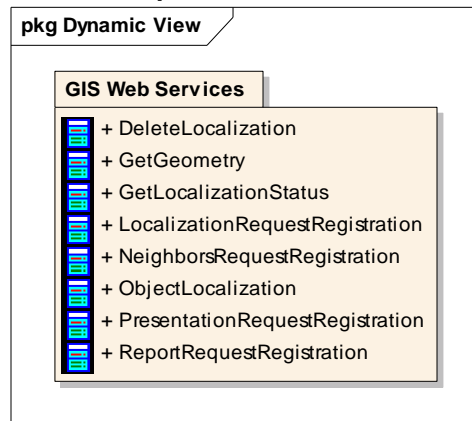 pkg Dynamic View
GIS Web Services
+ DeleteLocalization
+ GetGeometry
+ GetLocalizationStatus
+ LocalizationRequestRegistration
+ NeighborsRequestRegistration
+ ObjectLocalization
+ PresentationRequestRegistration
+ ReportRequestRegistration